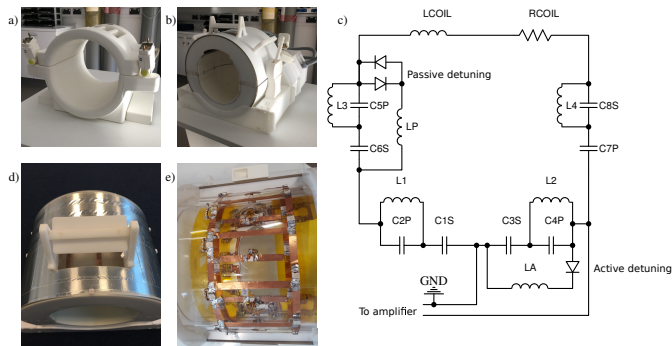 a)
b)
c)
LCOIL
RCOIL
Passive detuning
L3
C5P
LP
C6S
L4
C8S
C7P
d)
e)
L1
L2
C2P
C1S
C3S
C4P
LA
Active detuning
GND
To amplifier